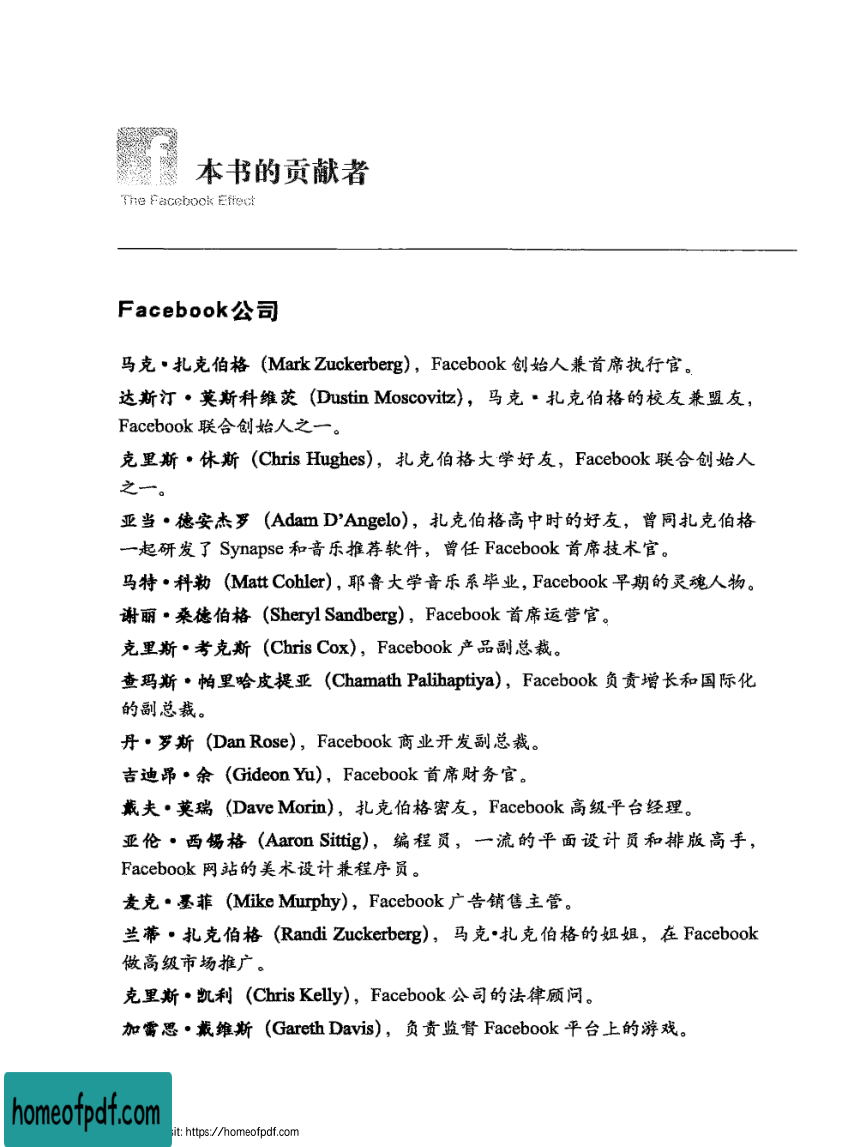 本书的贡献者
The Facebook Effect
Facebook公司
马克·扎克伯格（Mark Zuckerberg），Facebook 创始人兼首席执行官。
达斯汀·莫斯科维茨（Dustin Moscovitz），马克·扎克伯格的校友兼盟友，
Facebook 联合创始人之一。
克里斯·休斯（Chris Hughes），扎克伯格大学好友，Facebook 联合创始人
之一。
亚当·德安杰罗（Adam D’Angelo），扎克伯格高中时的好友，曾同扎克伯格
一起研发了 Synapse 和音乐推荐软件，曾任 Facebook 首席技术官。
马特·科勒（Matt Cohler），耶鲁大学音乐系毕业，Facebook 早期的灵魂人物。
谢丽·桑德伯格（Sheryl Sandberg），Facebook 首席运营官。
克里斯·考克斯（Chris Cox），Facebook 产品副总裁。
查玛斯·帕里哈皮提亚（Chamath Palihaptiya），Facebook 负责增长和国际化
的副总裁。
丹·罗斯（Dan Rose），Facebook 商业开发副总裁。
吉迪昂·余（Gideon Yu），Facebook 首席财务官。
戴夫·莫瑞（Dave Morin），扎克伯格密友，Facebook 高级平台经理。
亚伦·西锡格（Aaron Sittig），编程员，一流的平面设计员和排版高手，
Facebook 网站的美术设计兼程序员。
麦克·墨菲（Mike Murphy），Facebook 广告销售主管。
兰蒂·扎克伯格（Randi Zuckerberg），马克·扎克伯格的姐姐，在 Facebook
做高级市场推广。
克里斯·凯利（Chris Kelly），Facebook 公司的法律顾问。
加雷思·戴维斯（Gareth Davis），负责监督 Facebook 平台上的游戏。
homeofpdf.com
sit: https://homeofpdf.com